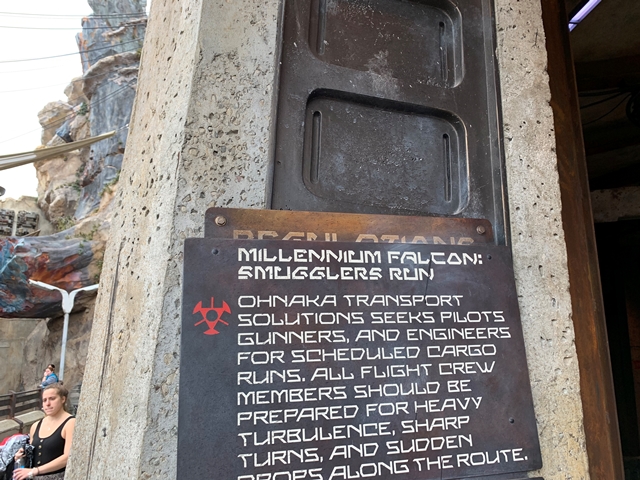 REGULATIONS
MILLENNIUM FALCON:
SMUGGLERS RUN
OHNAKA TRANSPORT
SOLUTIONS SEEKS PILOTS
GUNNERS, AND ENGINEERS
FOR SCHEDULED CARGO
RUNS. ALL FLIGHT CREW
MEMBERS SHOULD BE
PREPARED FOR HEAVY
TURBULENCE, SHARP
TURNS, AND SUDDEN
DROPS ALONG THE ROUTE.